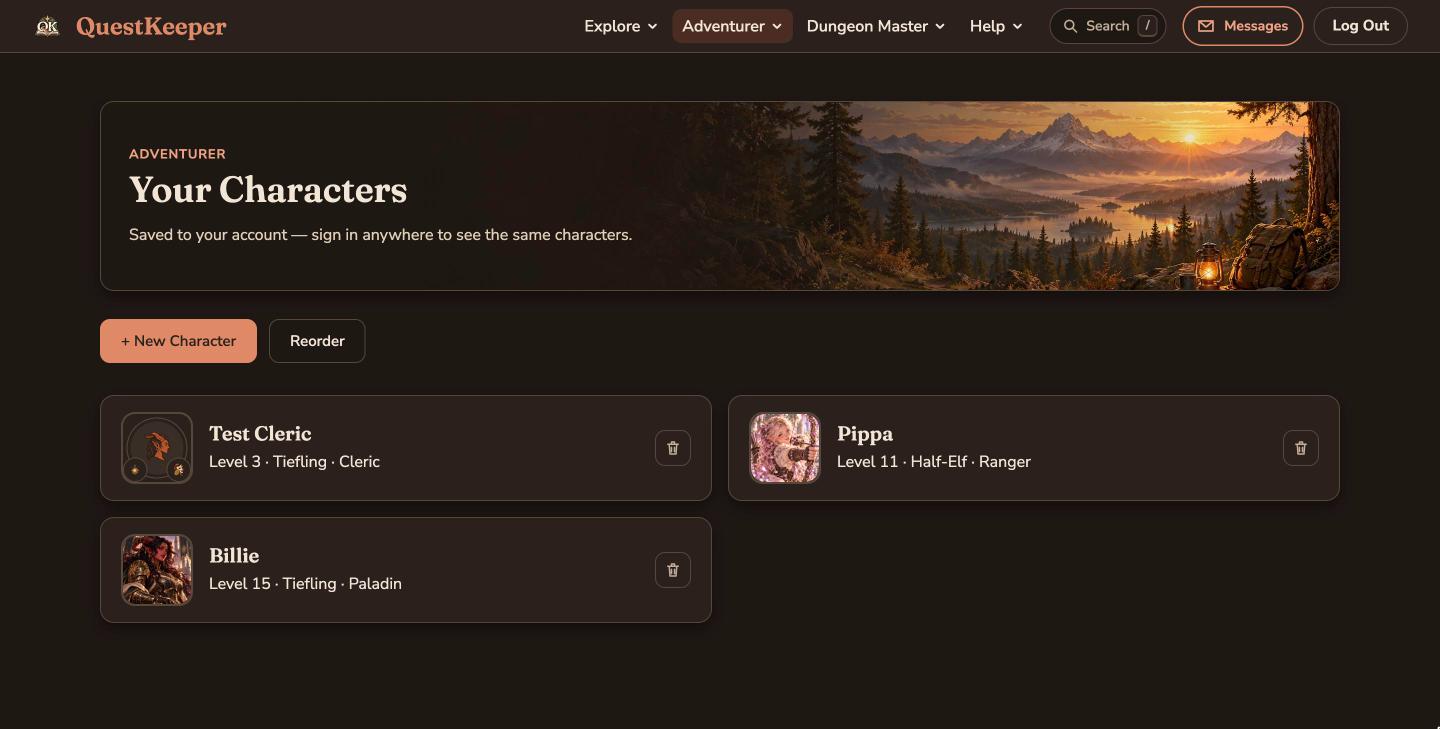 QK QuestKeeper Explore Adventurer Dungeon Master Help Search / Messages Log Out
ADVENTURER
Your Characters
Saved to your account — sign in anywhere to see the same characters.
+ New Character Reorder
Test Cleric
Level 3 · Tiefling · Cleric
Pippa
Level 11 · Half-Elf · Ranger
Billie
Level 15 · Tiefling · Paladin